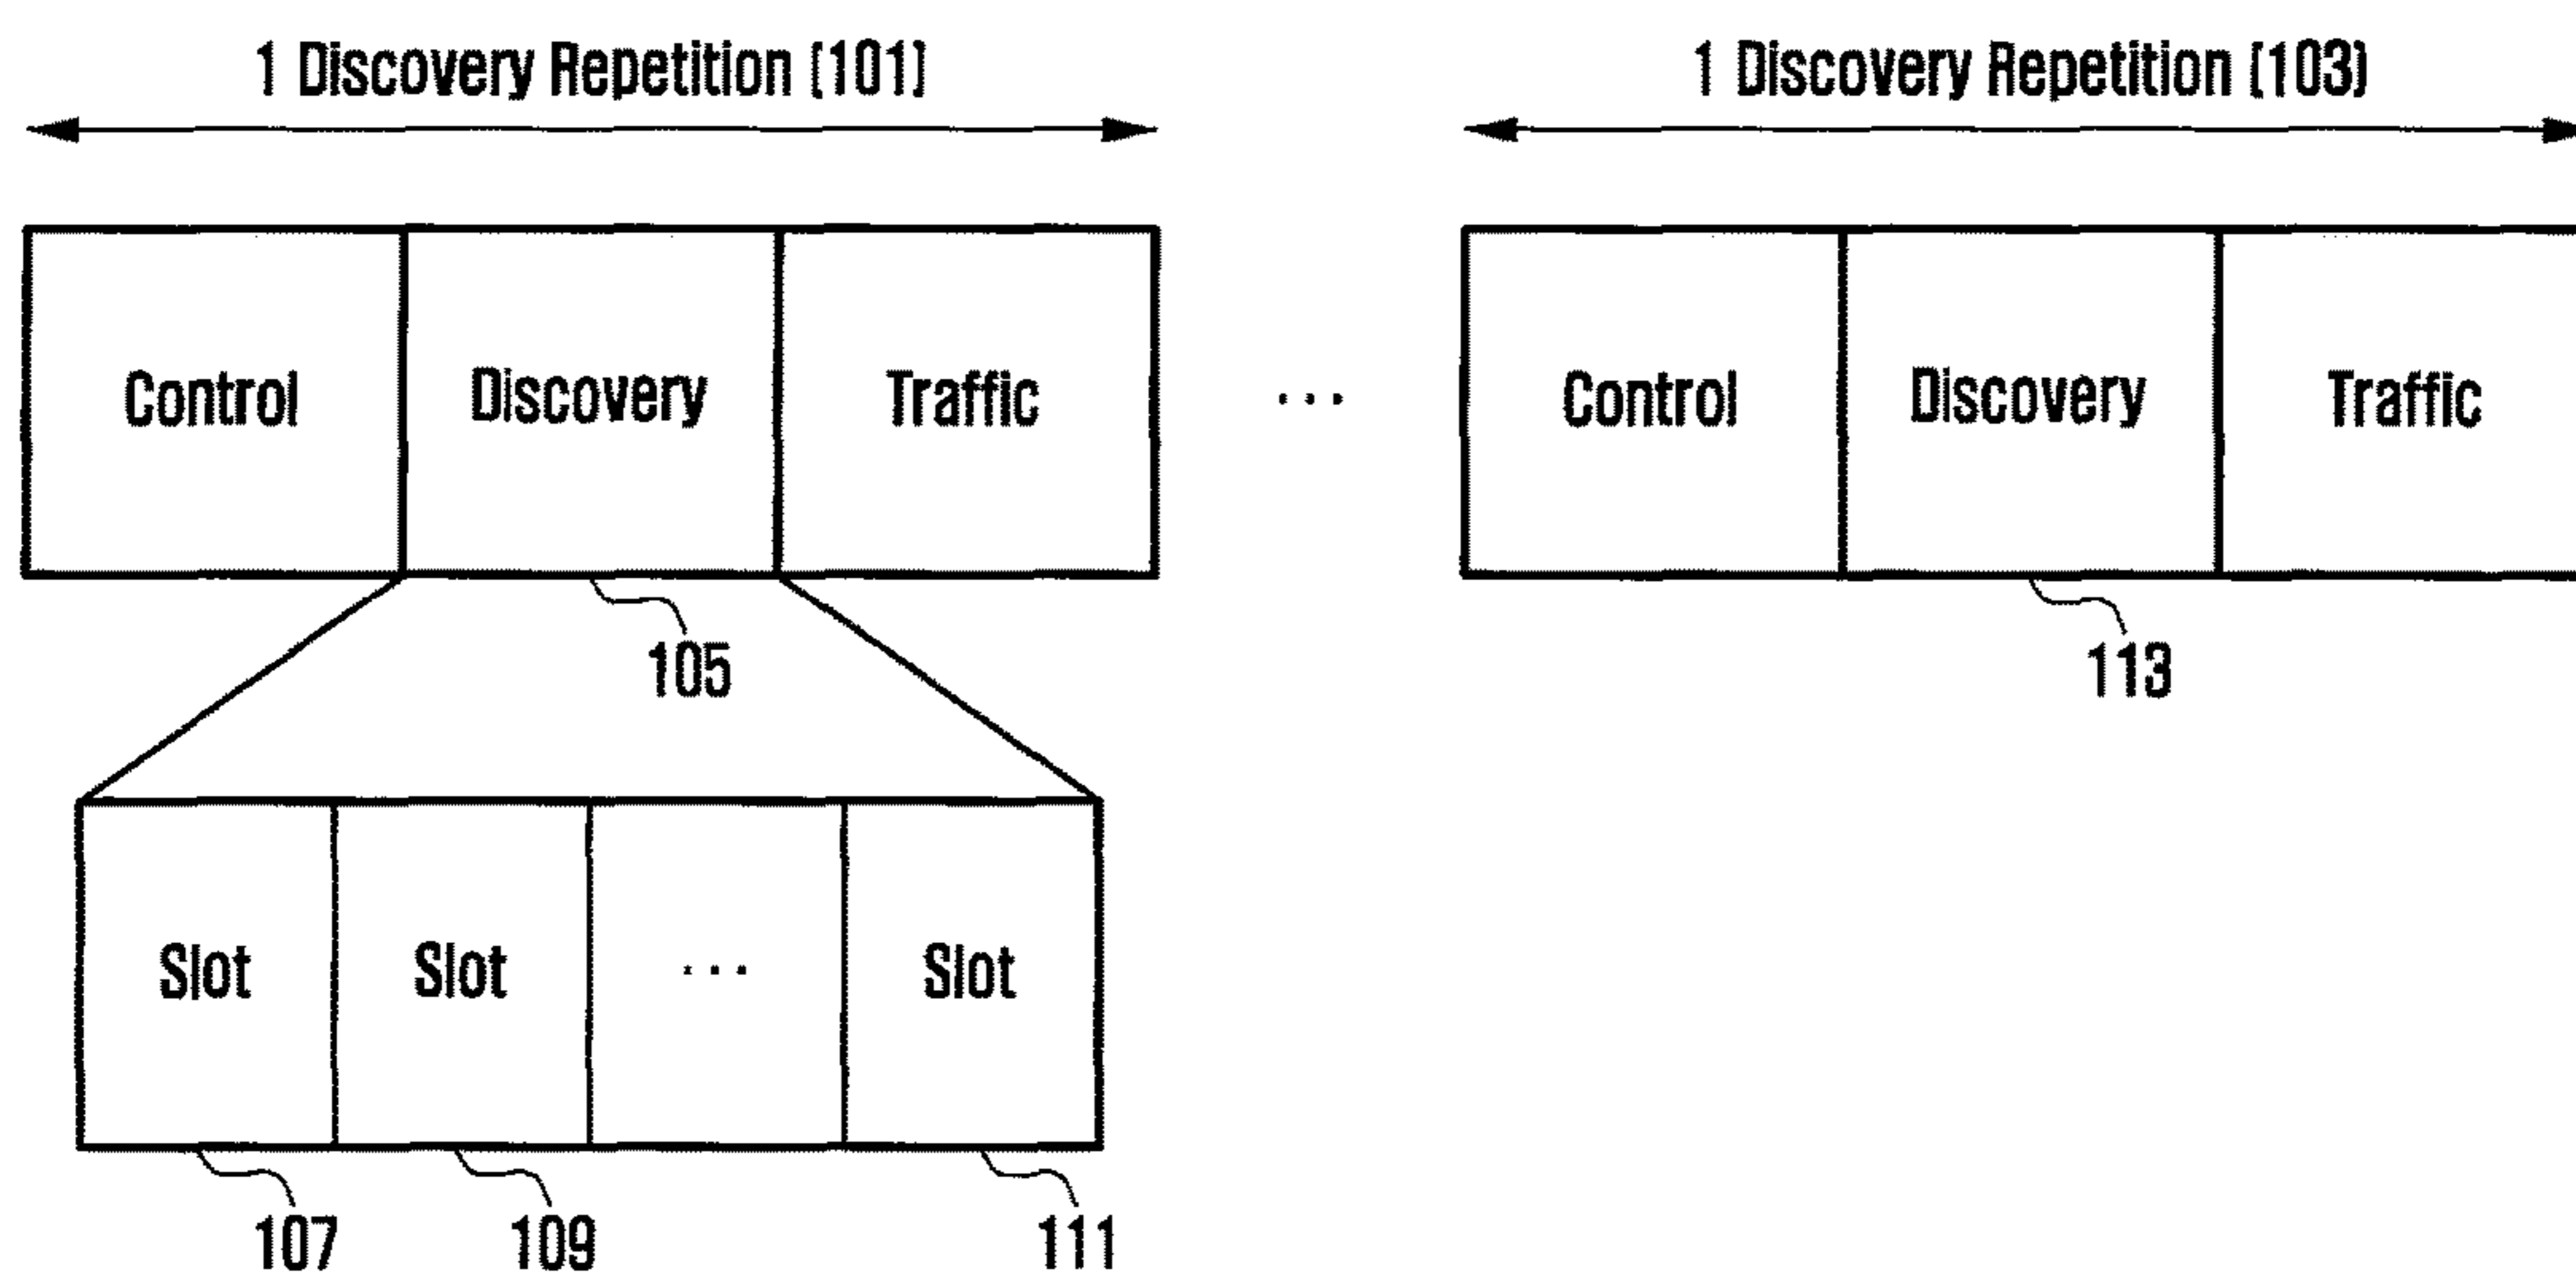 1 Discovery Repetition (101)
1 Discovery Repetition (103)
Control
Discovery
Traffic
...
Control
Discovery
Traffic
105
113
Slot
Slot
...
Slot
107
109
111